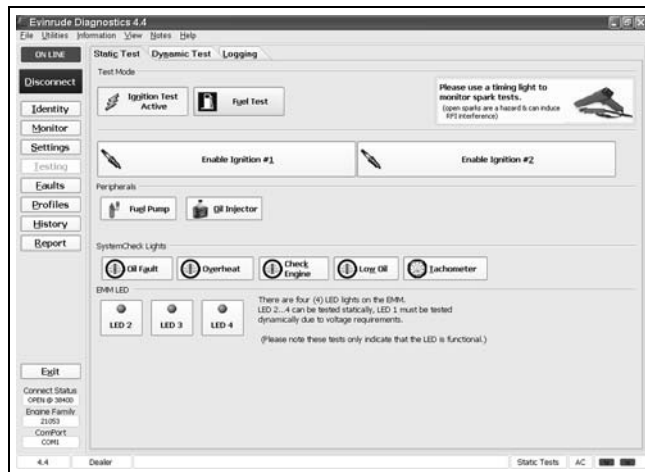 Evinrude Diagnostics 4.4
File Utilities Information View Notes Help
ON LINE
Static Test Dynamic Test Logging
Test Mode
Disconnect
Ignition Test
Active
Fuel Test
Please use a timing light to
monitor spark tests.
(open sparks are a hazard & can induce
RFI interference)
Identity
Monitor
Settings
Testing
Faults
Profiles
History
Report
Enable Ignition #1
Enable Ignition #2
Peripherals
Fuel Pump
Oil Injector
SystemCheck Lights
Oil Fault
Overheat
Check
Engine
Low Oil
Tachometer
EMM LED
LED 2
LED 3
LED 4
There are four (4) LED lights on the EMM.
LED 2...4 can be tested statically, LED 1 must be tested
dynamically due to voltage requirements.
(Please note these tests only indicate that the LED is functional.)
Exit
Connect Status
OPEN @ 38400
Engine Family
21053
ComPort
COM1
4.4 Dealer Static Tests AC